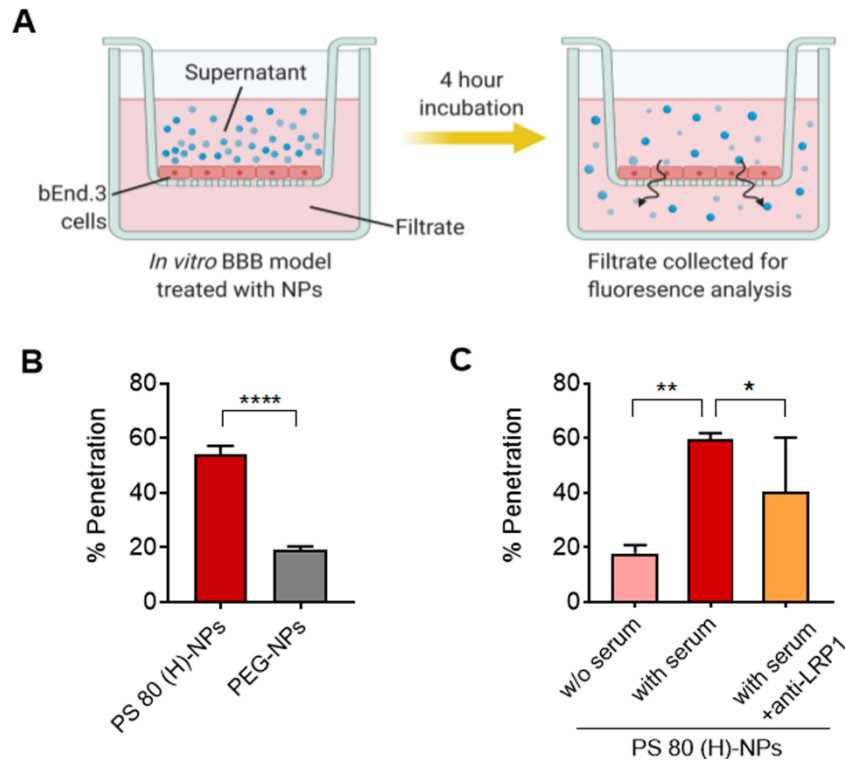 A
Supernatant
4 hour
incubation
bEnd.3
cells
Filtrate
In vitro BBB model
treated with NPs
Filtrate collected for
fluoresence analysis
B
% Penetration
80
60
40
20
0
****
PS 80 (H)-NPs
PEG-NPs
C
% Penetration
80
60
40
20
0
**
*
w/o serum
with serum
with serum
+anti-LRP1
PS 80 (H)-NPs